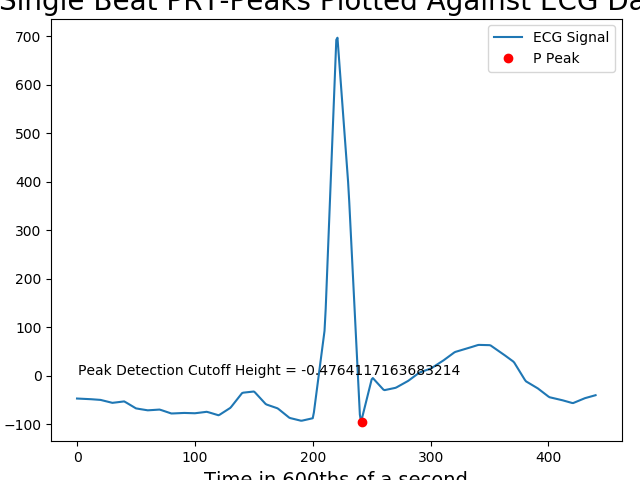 Single Beat PRT-Peaks Plotted Against ECG Da
ECG Signal
P Peak
700
600
500
400
300
200
100
0
−100
Peak Detection Cutoff Height = -0.4764117163683214
0 100 200 300 400
Time in 600ths of a second